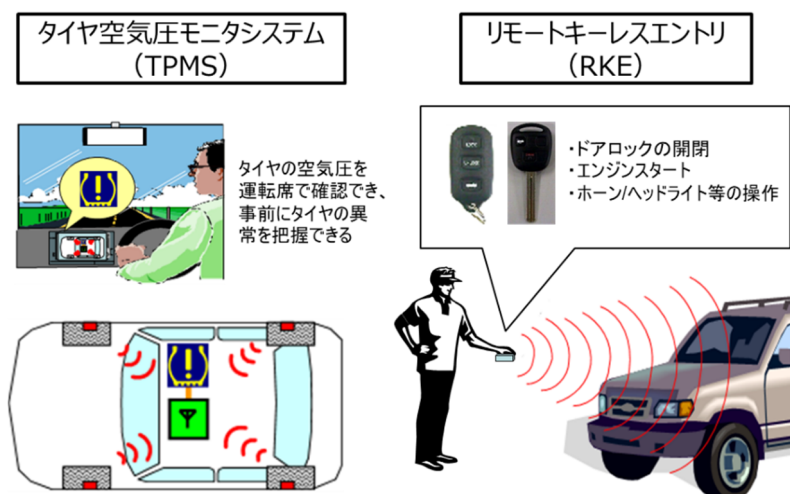 タイヤ空気圧モニタシステム
（TPMS）
リモートキーレスエントリ
（RKE）
タイヤの空気圧を
運転席で確認でき、
事前にタイヤの異
常を把握できる
・ドアロックの開閉
・エンジンスタート
・ホーン/ヘッドライト等の操作